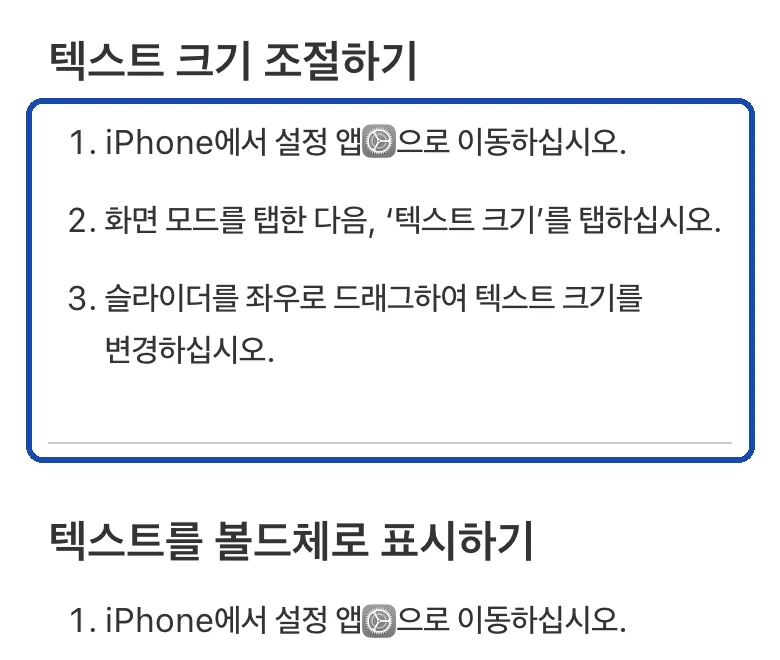 텍스트 크기 조절하기
1. iPhone에서 설정 앱으로 이동하십시오.
2. 화면 모드를 탭한 다음, ‘텍스트 크기’를 탭하십시오.
3. 슬라이더를 좌우로 드래그하여 텍스트 크기를
변경하십시오.
텍스트를 볼드체로 표시하기
1. iPhone에서 설정 앱으로 이동하십시오.